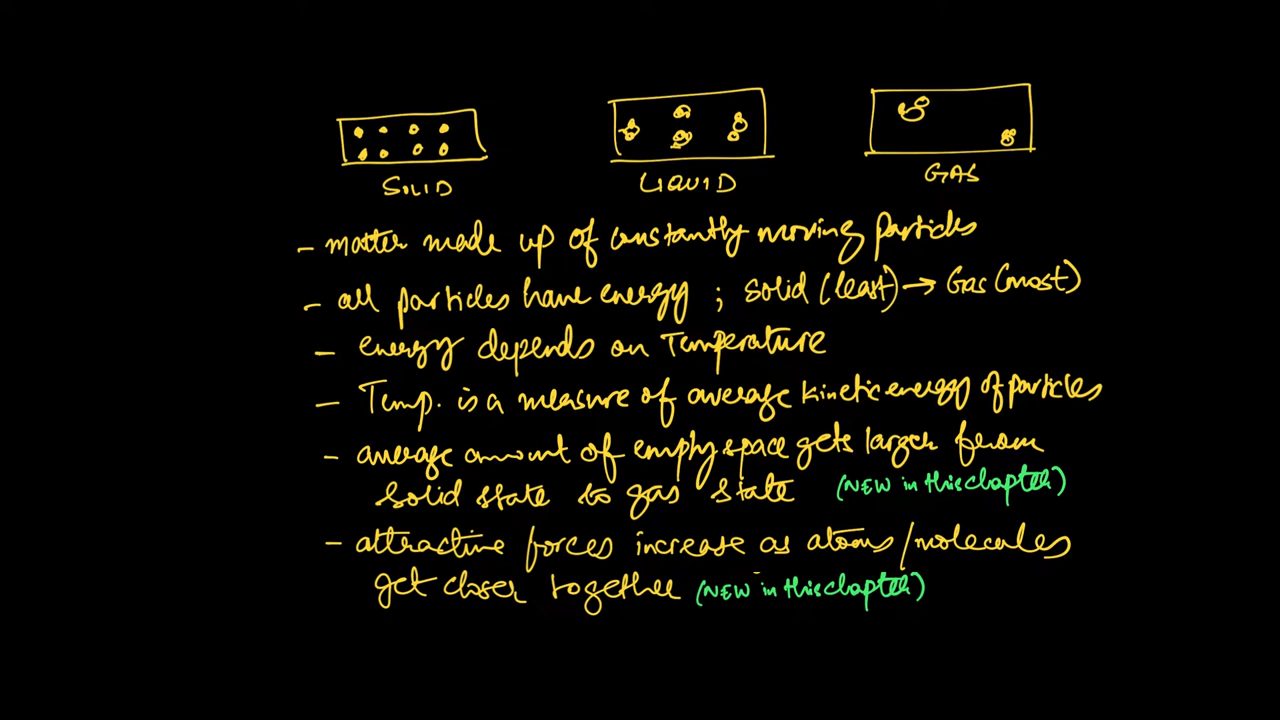 SOLID LIQUID GAS
- matter made up of constantly moving particles
- all particles have energy ; solid (least) → Gas (most)
- energy depends on Temperature
- Temp. is a measure of average kinetic energy of particles
- average amount of empty space gets larger from
solid state to gas state (NEW in this chapter)
- attractive forces increase as atoms/molecules
get closer together (NEW in this chapter)